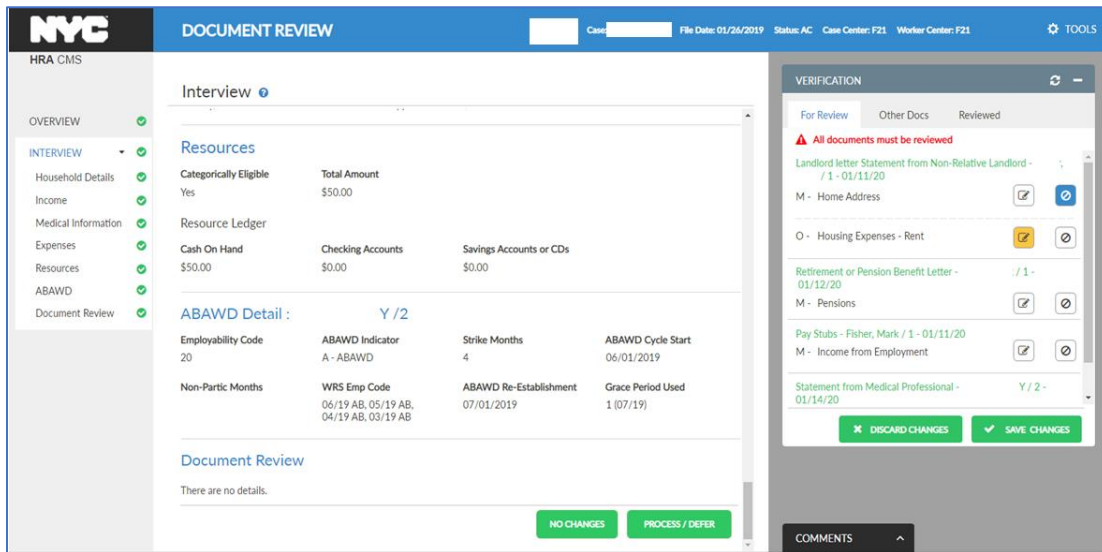 NYC
HRA CMS
DOCUMENT REVIEW
Case:
File Date: 01/26/2019 Status: AC Case Center: F21 Worker Center: F21
TOOLS
OVERVIEW
INTERVIEW
Household Details
Income
Medical Information
Expenses
Resources
ABAWD
Document Review
Interview
Resources
Categorically Eligible Total Amount
Yes $50.00
Resource Ledger
Cash On Hand Checking Accounts Savings Accounts or CDs
$50.00 $0.00 $0.00
ABAWD Detail : Y /2
Employability Code ABAWD Indicator Strike Months ABAWD Cycle Start
20 A - ABAWD 4 06/01/2019
Non-Partic Months WRS Emp Code ABAWD Re-Establishment Grace Period Used
06/19 AB, 05/19 AB, 07/01/2019 1 (07/19)
04/19 AB, 03/19 AB
Document Review
There are no details.
NO CHANGES PROCESS / DEFER
VERIFICATION
For Review Other Docs Reviewed
All documents must be reviewed
Landlord letter Statement from Non-Relative Landlord -
/ 1 - 01/11/20
M - Home Address
O - Housing Expenses - Rent
Retirement or Pension Benefit Letter - / 1 -
01/12/20
M - Pensions
Pay Stubs - Fisher, Mark / 1 - 01/11/20
M - Income from Employment
Statement from Medical Professional - Y / 2 -
01/14/20
DISCARD CHANGES SAVE CHANGES
COMMENTS